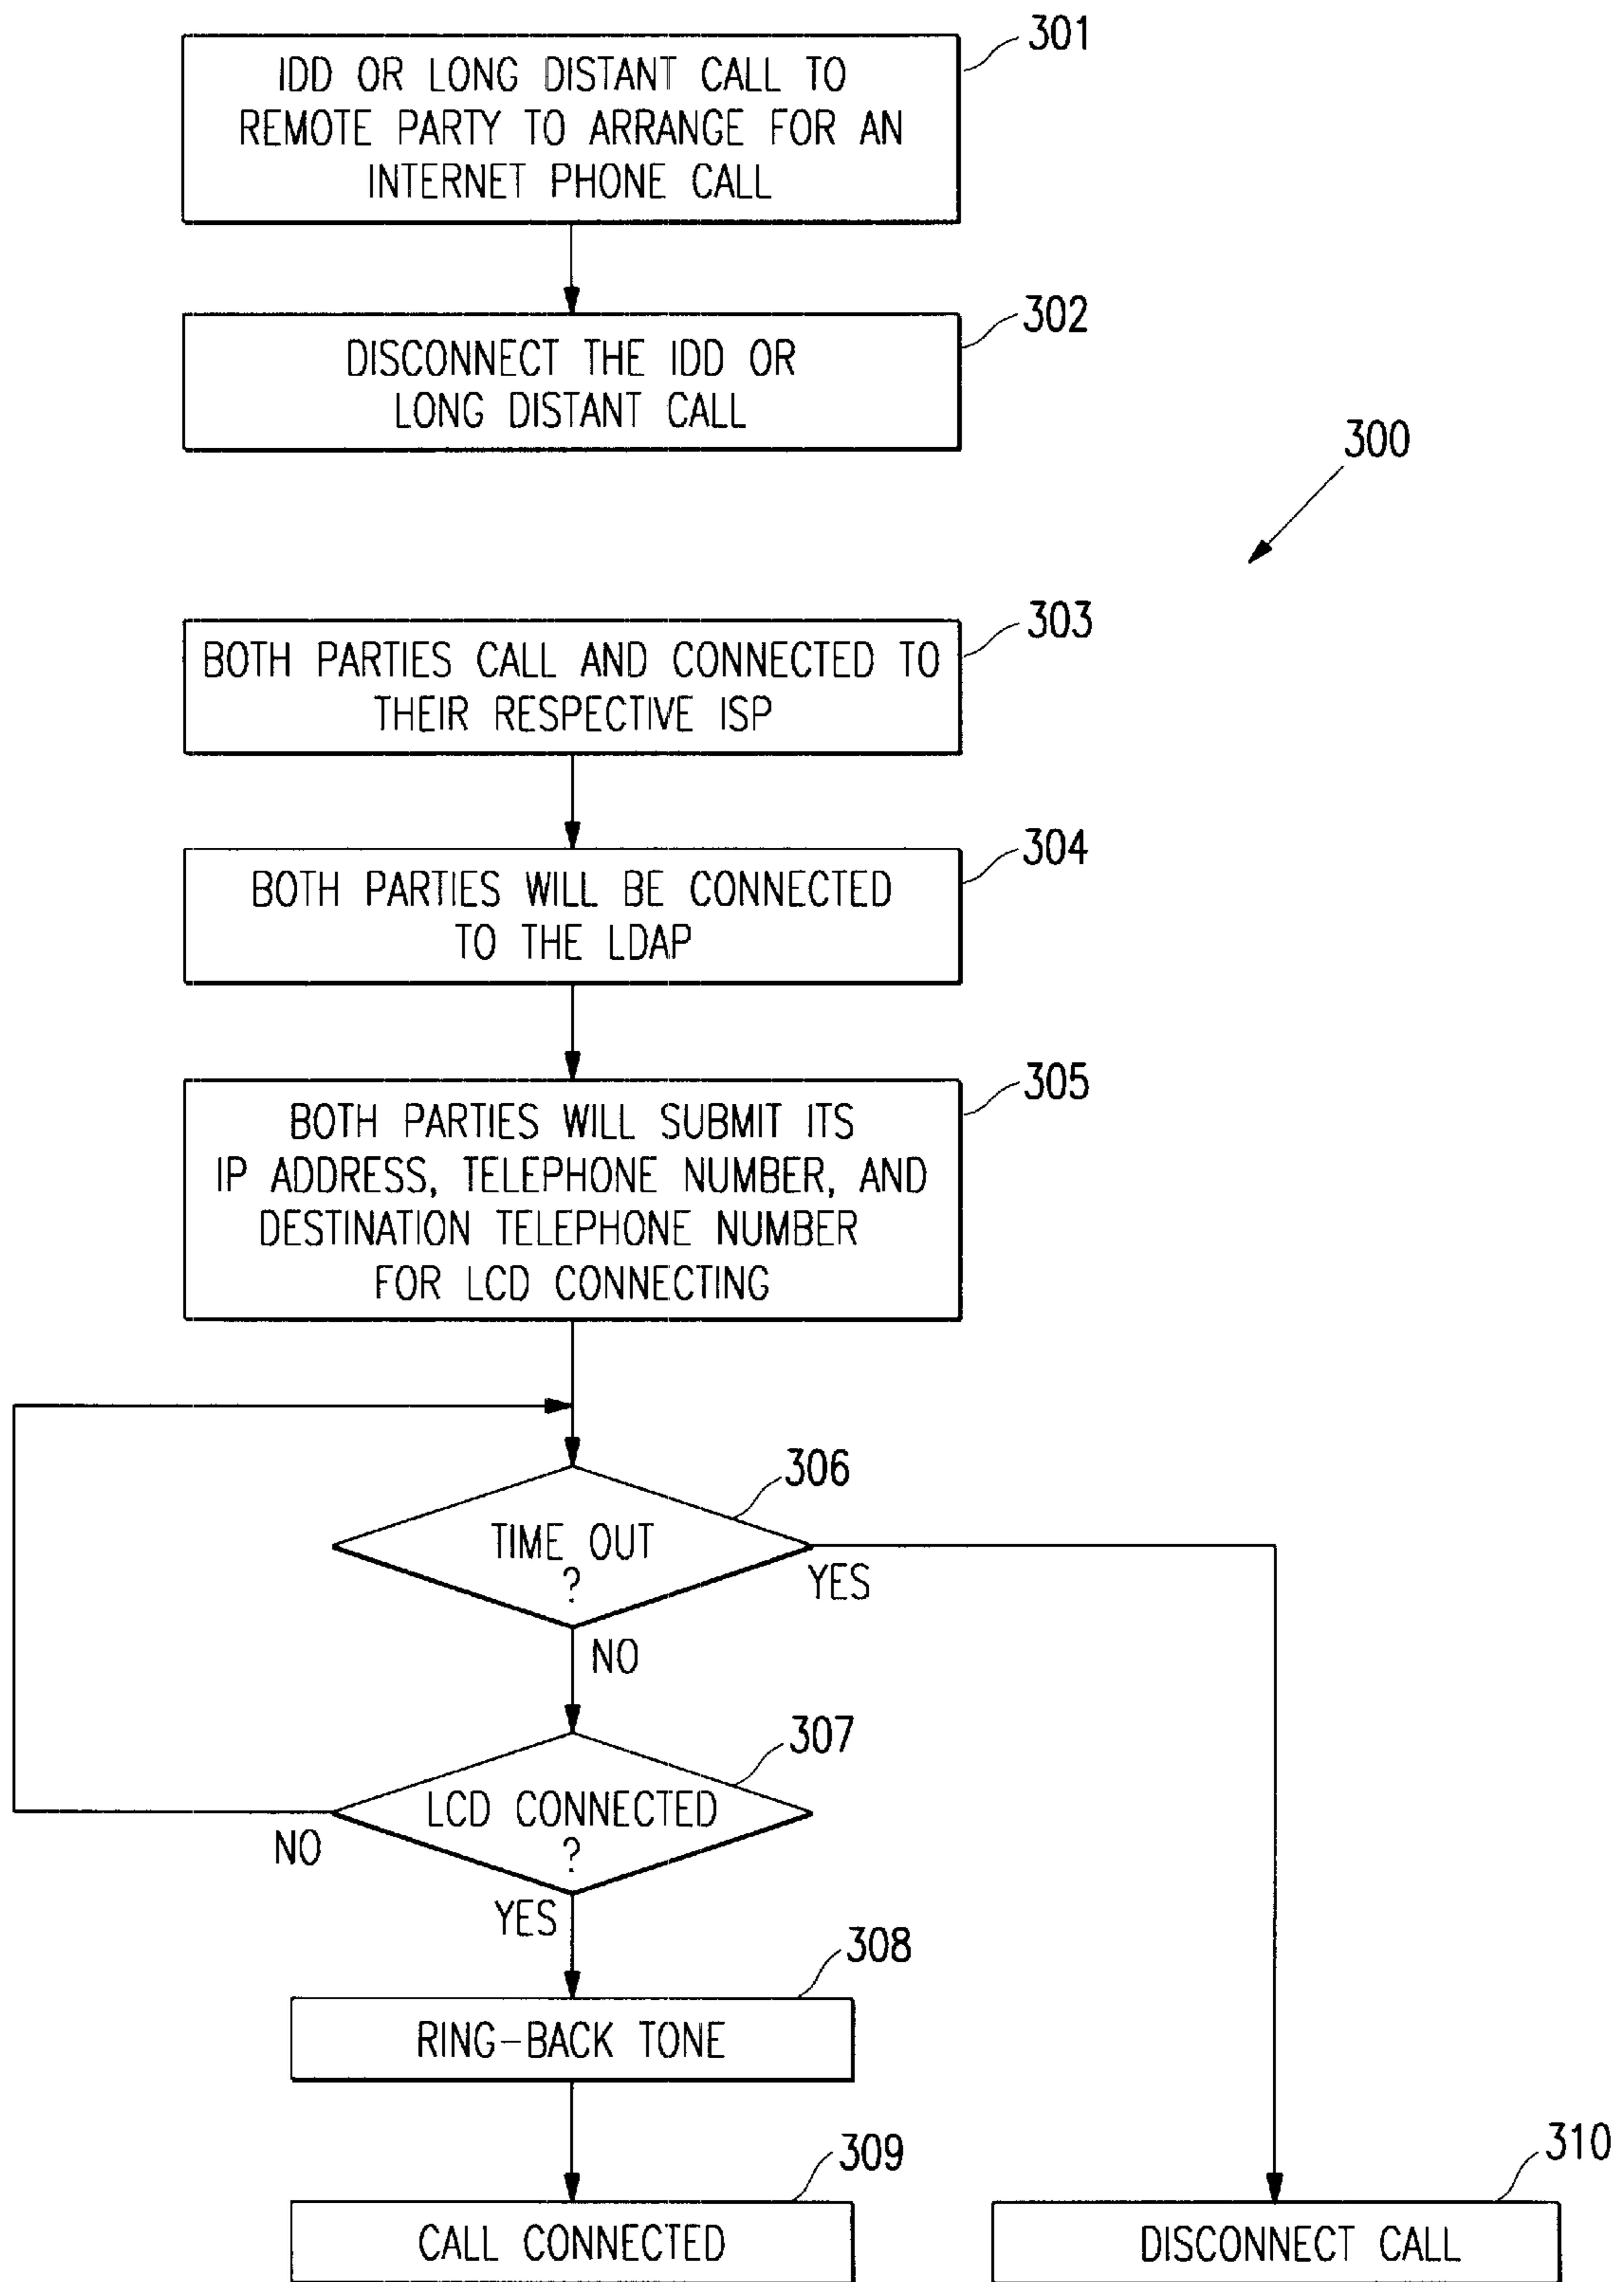 301
IDD OR LONG DISTANT CALL TO
REMOTE PARTY TO ARRANGE FOR AN
INTERNET PHONE CALL
302
DISCONNECT THE IDD OR
LONG DISTANT CALL
300
303
BOTH PARTIES CALL AND CONNECTED TO
THEIR RESPECTIVE ISP
304
BOTH PARTIES WILL BE CONNECTED
TO THE LDAP
305
BOTH PARTIES WILL SUBMIT ITS
IP ADDRESS, TELEPHONE NUMBER, AND
DESTINATION TELEPHONE NUMBER
FOR LCD CONNECTING
306
TIME OUT
?
YES
NO
307
LCD CONNECTED
?
NO
YES
308
RING-BACK TONE
309
CALL CONNECTED
310
DISCONNECT CALL